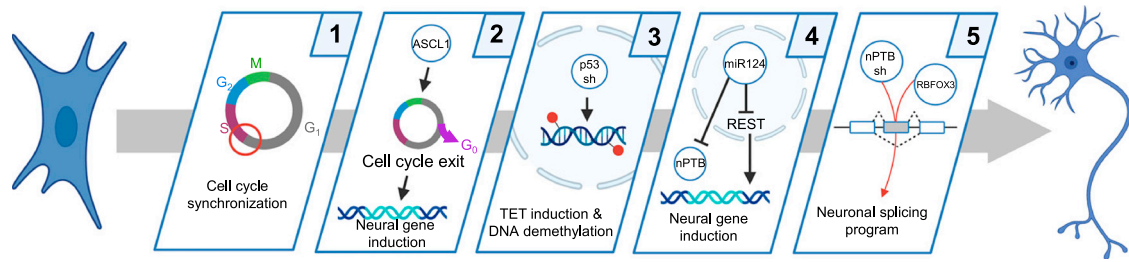 1
M
G2
S
G1
Cell cycle
synchronization
2
ASCL1
G0
Cell cycle exit
Neural gene
induction
3
p53
sh
TET induction &
DNA demethylation
4
miR124
REST
nPTB
Neural gene
induction
5
nPTB
sh
RBFOX3
Neuronal splicing
program